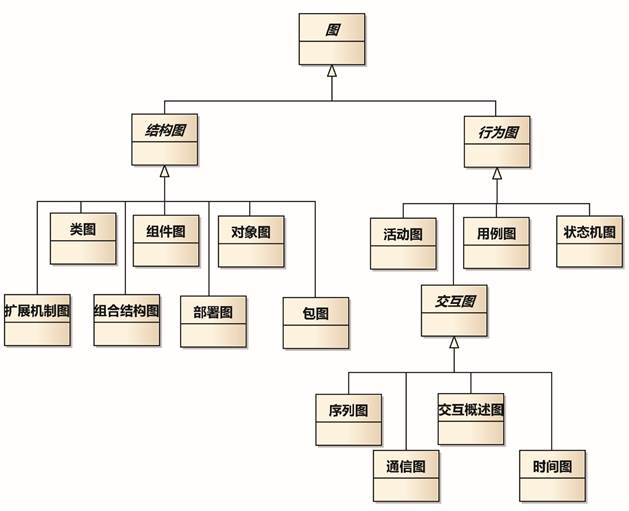 图
结构图
行为图
类图
组件图
对象图
活动图
用例图
状态机图
扩展机制图
组合结构图
部署图
包图
交互图
序列图
交互概述图
通信图
时间图